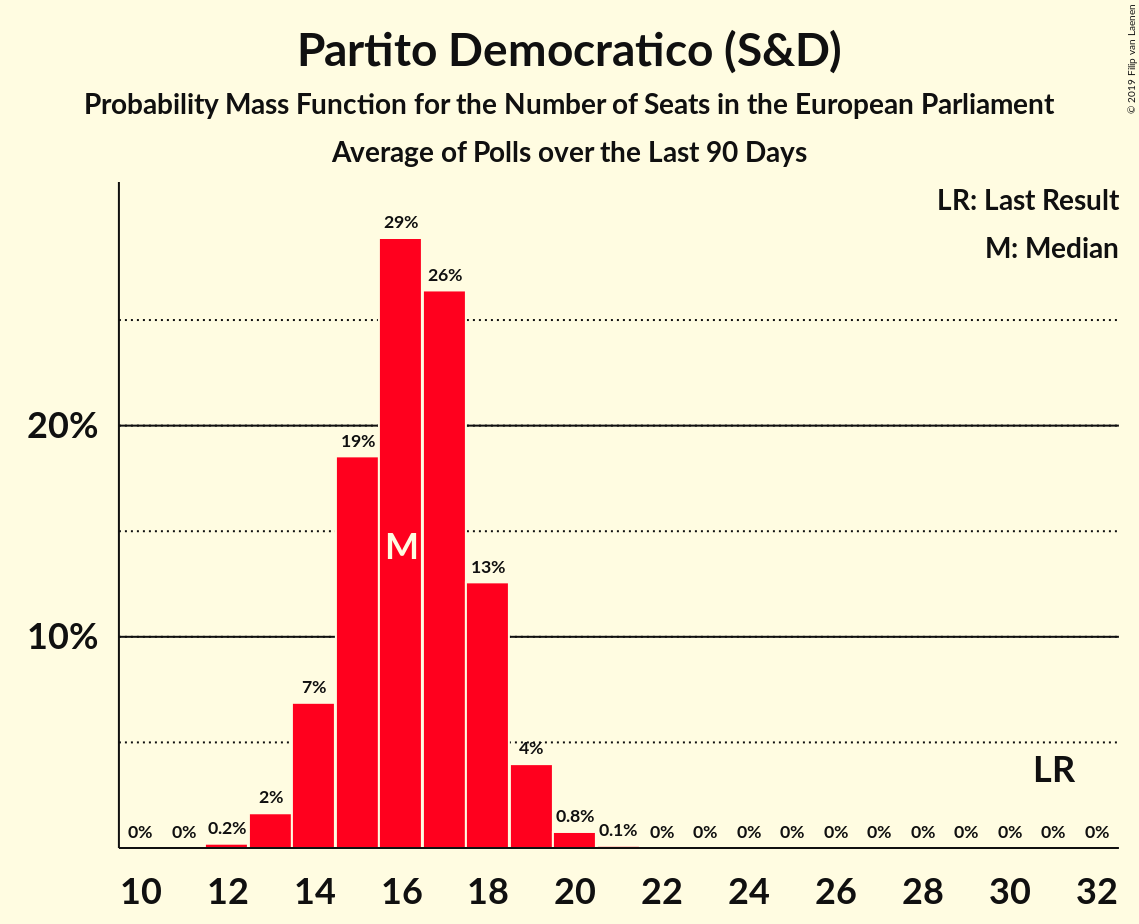 Partito Democratico (S&D)
Probability Mass Function for the Number of Seats in the European Parliament
Average of Polls over the Last 90 Days
© 2019 Filip van Laenen
LR: Last Result
M: Median
29%
26%
20%
19%
M
13%
10%
7%
4%
LR
2%
0% 0% 0.2% 0.8% 0.1% 0% 0% 0% 0% 0% 0% 0% 0% 0% 0% 0%
10 12 14 16 18 20 22 24 26 28 30 32